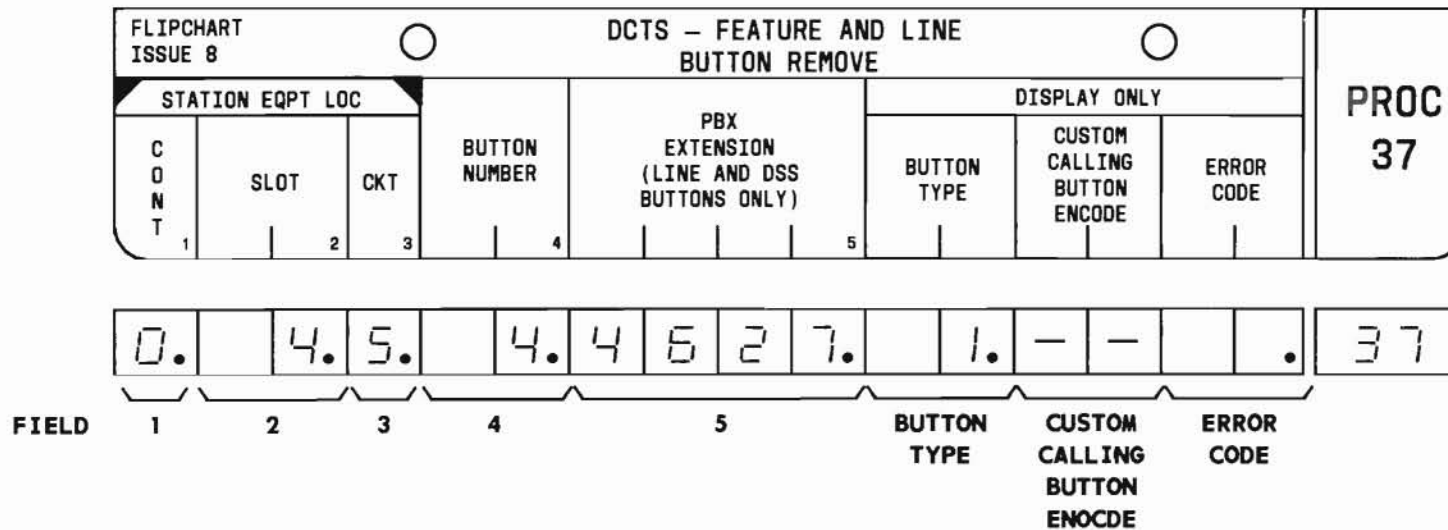 FLIPCHART
ISSUE 8
DCTS – FEATURE AND LINE
BUTTON REMOVE
PROC
37
STATION EQPT LOC
DISPLAY ONLY
C
O
N
T
1
SLOT
2
CKT
3
BUTTON
NUMBER
4
PBX
EXTENSION
(LINE AND DSS
BUTTONS ONLY)
5
BUTTON
TYPE
CUSTOM
CALLING
BUTTON
ENCODE
ERROR
CODE
0. 4. 5. 4. 4 6 2 7. 1. – – . 37
FIELD 1 2 3 4 5
BUTTON
TYPE
CUSTOM
CALLING
BUTTON
ENOCDE
ERROR
CODE